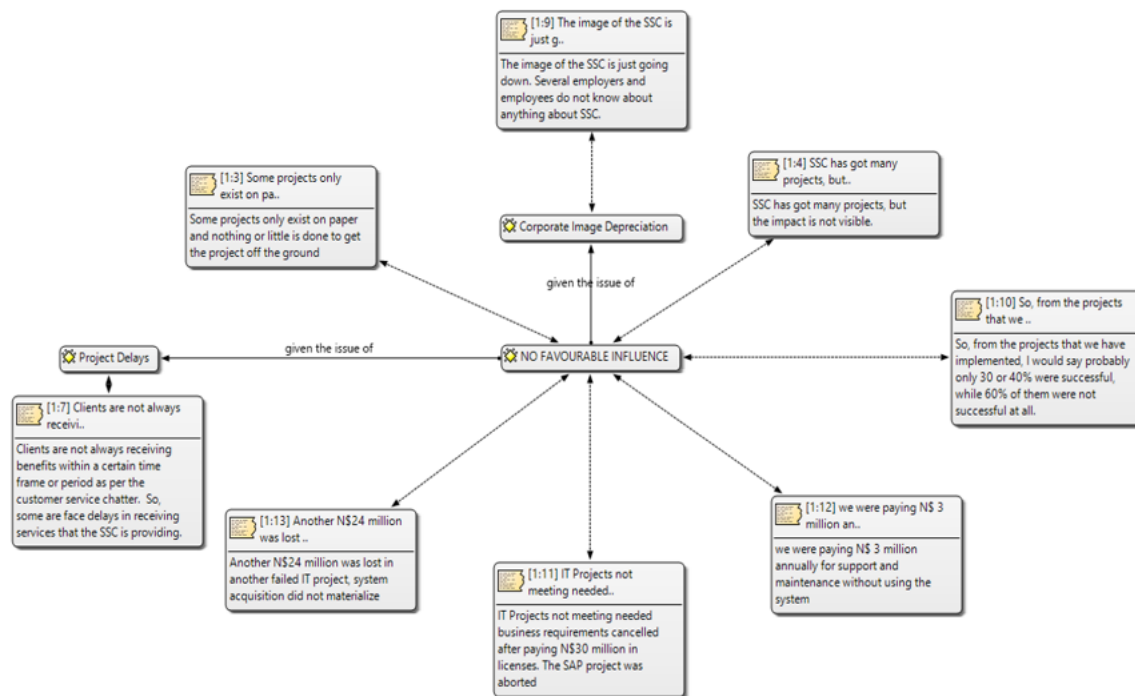 [1:9] The image of the SSC is
just g..
The image of the SSC is just going
down. Several employers and
employees do not know about
anything about SSC.
[1:3] Some projects only
exist on pa..
Some projects only exist on paper
and nothing or little is done to get
the project off the ground
[1:4] SSC has got many
projects, but..
SSC has got many projects, but
the impact is not visible.
Corporate Image Depreciation
given the issue of
[1:10] So, from the projects
that we ..
So, from the projects that we have
implemented, I would say probably
only 30 or 40% were successful,
while 60% of them were not
successful at all.
Project Delays
given the issue of
NO FAVOURABLE INFLUENCE
[1:7] Clients are not always
receivi..
Clients are not always receiving
benefits within a certain time
frame or period as per the
customer service chatter. So,
some are face delays in receiving
services that the SSC is providing.
[1:13] Another N$24 million
was lost ..
Another N$24 million was lost in
another failed IT project, system
acquisition did not materialize
[1:11] IT Projects not
meeting needed..
IT Projects not meeting needed
business requirements cancelled
after paying N$30 million in
licenses. The SAP project was
aborted
[1:12] we were paying N$ 3
million an..
we were paying N$ 3 million
annually for support and
maintenance without using the
system